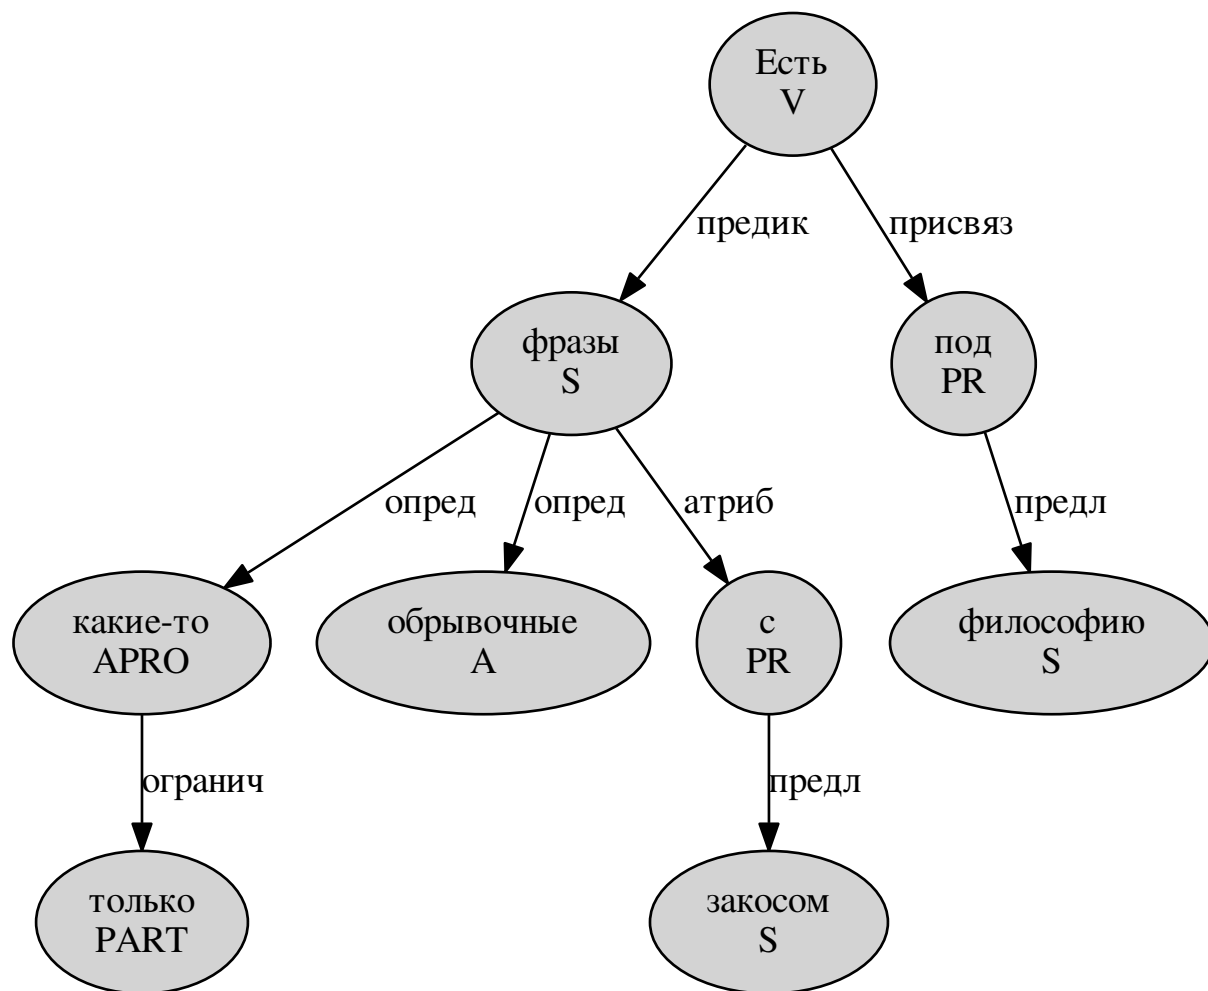 Есть
V
предик
присвяз
фразы
S
под
PR
опред
опред
атриб
предл
какие-то
APRO
обрывочные
A
с
PR
философию
S
огранич
предл
только
PART
закосом
S